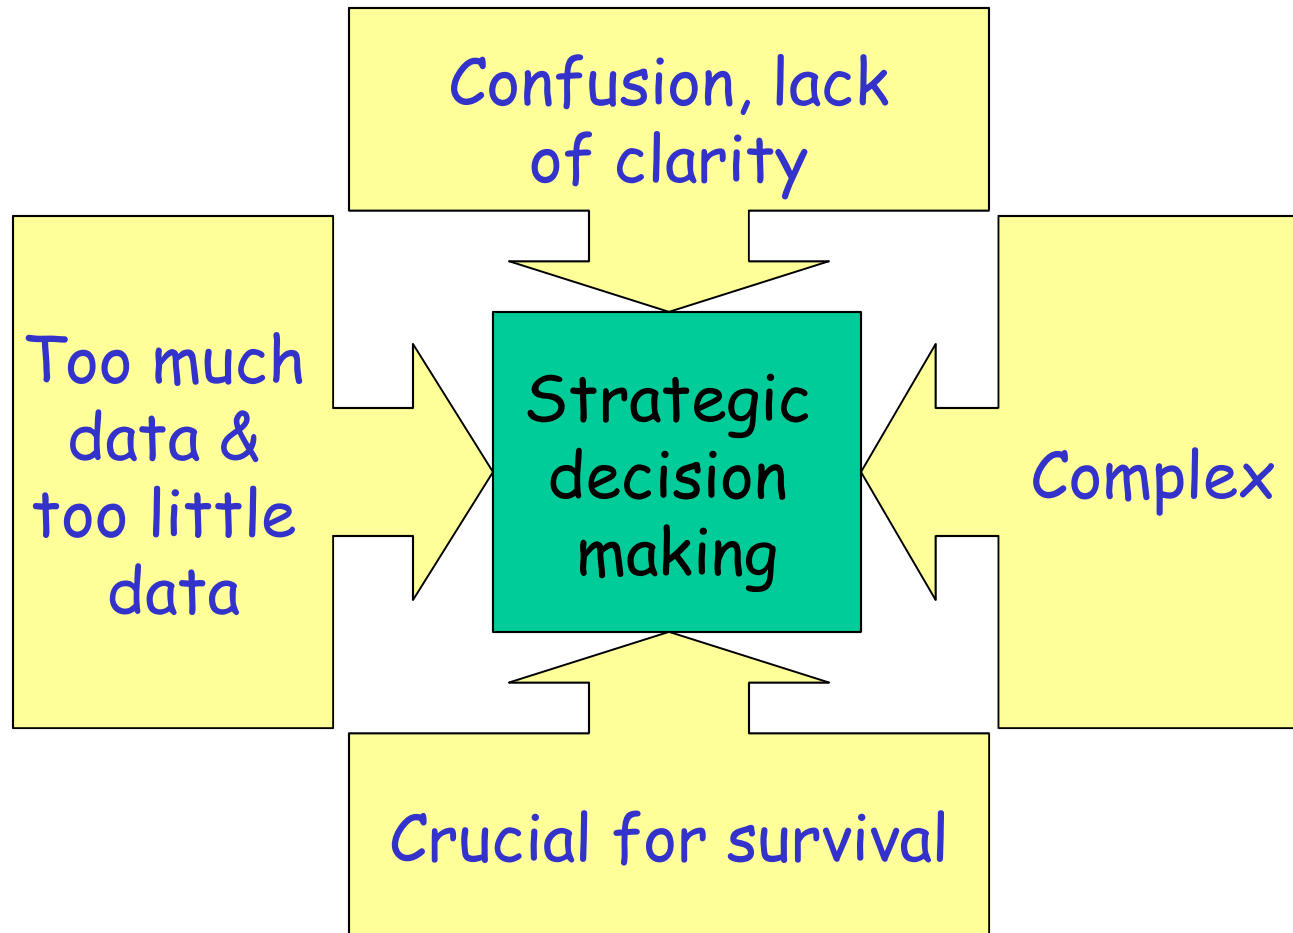 Confusion, lack
of clarity
Too much
data &
too little
data
Strategic
decision
making
Complex
Crucial for survival